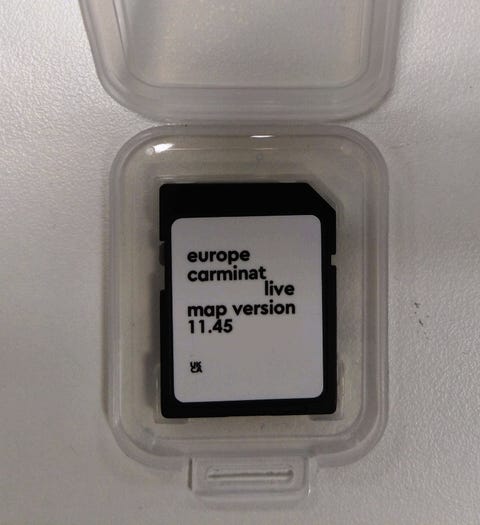 europe
carminat
live
map version
11.45
UK
CA